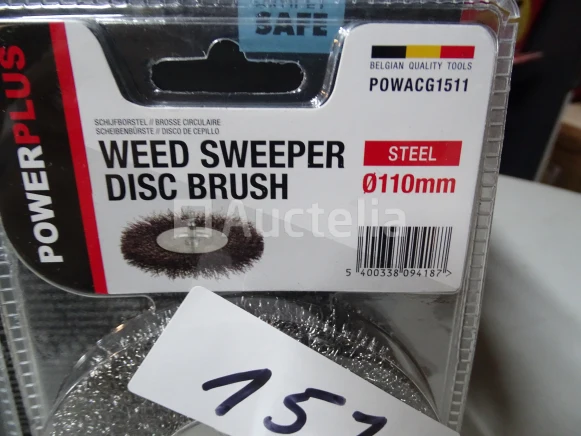 SAFE
POWERPLUS
BELGIAN QUALITY TOOLS
POWACG1511
SCHIJFBORSTEL // BROSSE CIRCULAIRE
SCHEIBENBÜRSTE // DISCO DE CEPILLO
WEED SWEEPER
DISC BRUSH
STEEL
Ø110mm
Auctelia
5 400338 094187 >
151